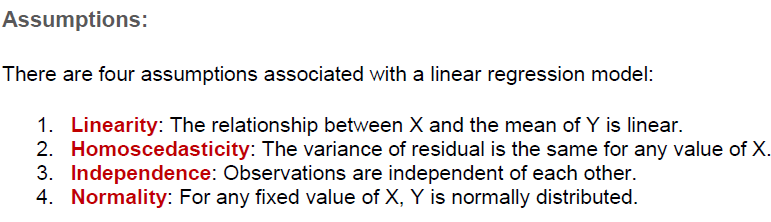 Assumptions:
There are four assumptions associated with a linear regression model:
1. Linearity: The relationship between X and the mean of Y is linear.
2. Homoscedasticity: The variance of residual is the same for any value of X.
3. Independence: Observations are independent of each other.
4. Normality: For any fixed value of X, Y is normally distributed.